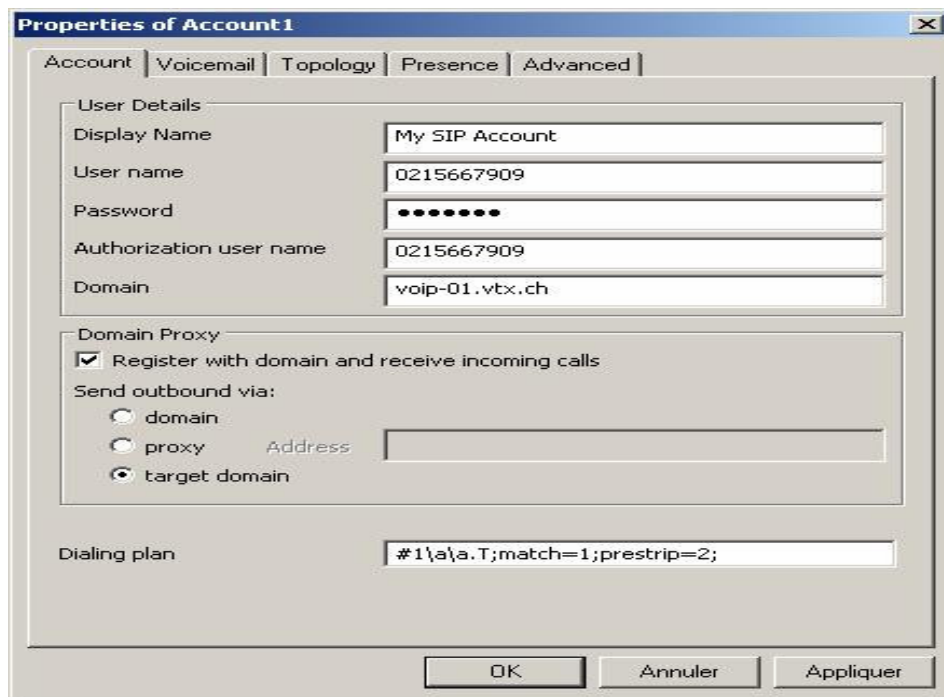 Properties of Account1
Account Voicemail Topology Presence Advanced
User Details
Display Name My SIP Account
User name 0215667909
Password •••••••
Authorization user name 0215667909
Domain voip-01.vtx.ch
Domain Proxy
Register with domain and receive incoming calls
Send outbound via:
domain
proxy Address
target domain
Dialing plan #1\a\a.T;match=1;prestrip=2;
OK Annuler Appliquer